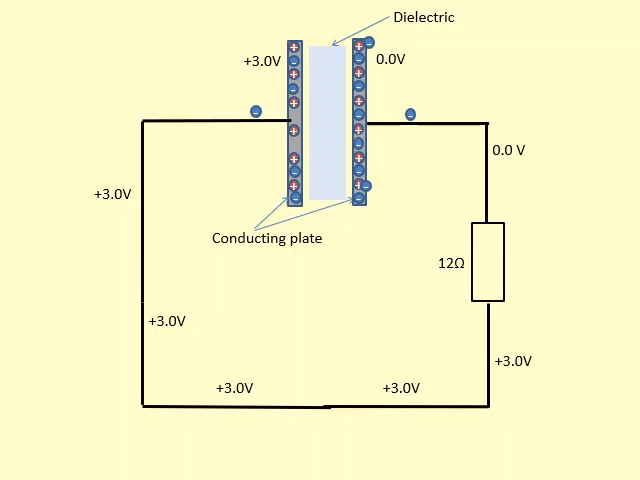 Dielectric
+3.0V
0.0V
0.0 V
+3.0V
12Ω
Conducting plate
+3.0V
+3.0V
+3.0V
+3.0V